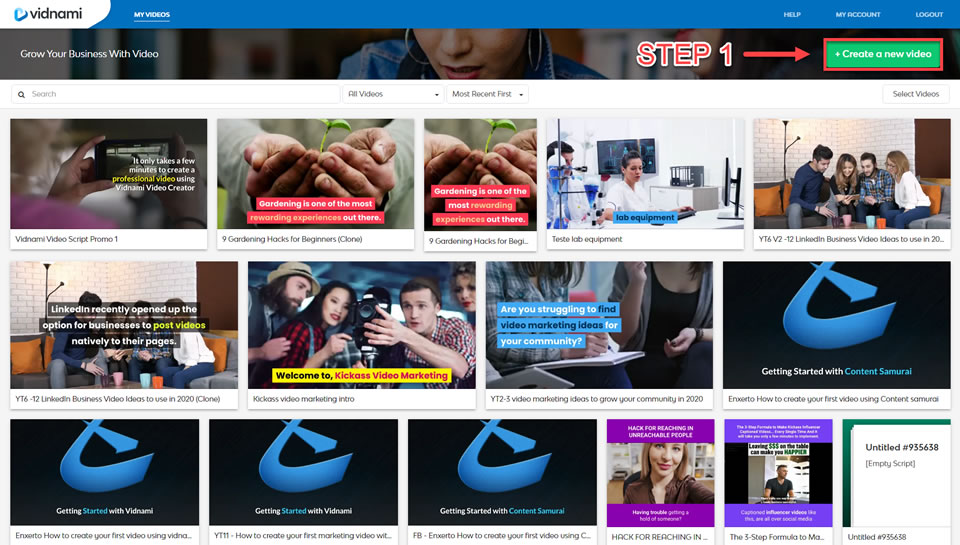 vidnami
MY VIDEOS
HELP
MY ACCOUNT
LOGOUT
Grow Your Business With Video
STEP 1
+ Create a new video
Search
All Videos
Most Recent First
Select Videos
It only takes a few
minutes to create a
professional video using
Vidnami Video Creator
Gardening is one of the most
rewarding experiences out there.
Gardening is one of the
most rewarding
experiences out there.
lab equipment
Vidnami Video Script Promo 1
9 Gardening Hacks for Beginners (Clone)
9 Gardening Hacks for Begi...
Teste lab equipment
YT6 V2 -12 LinkedIn Business Video Ideas to use in 20...
LinkedIn recently opened up the
option for businesses to post videos
natively to their pages.
Welcome to, Kickass Video Marketing
Are you struggling to find
video marketing ideas for
your community?
Getting Started with Content Samurai
YT6 -12 LinkedIn Business Video Ideas to use in 2020 (Clone)
Kickass video marketing intro
YT2-3 video marketing ideas to grow your community in 2020
Enxerto How to create your first video using Content samurai
Getting Started with Vidnami
Getting Started with Vidnami
Getting Started with Content Samurai
HACK FOR REACHING IN
UNREACHABLE PEOPLE
Having trouble getting a
hold of someone?
The 3-Step Formula to Make Kickass Influencer
Captioned Videos... Every Single Time And it
will take you only a few minutes to implement.
Leaving $$$ on the table
can make you HAPPIER
Captioned influencer videos like
this, are all over social media
Untitled #935638
[Empty Script]
Enxerto How to create your first video using vidna...
YT11 - How to create your first marketing video wit...
FB - Enxerto How to create your first video using C...
HACK FOR REACHING IN ...
The 3-Step Formula to Ma...
Untitled #935638